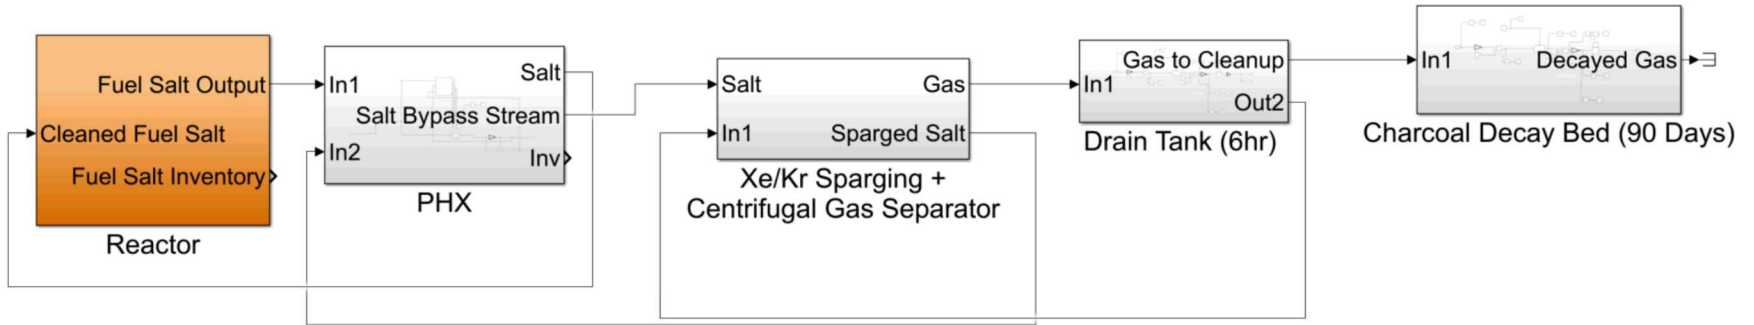 Fuel Salt Output
Cleaned Fuel Salt
Fuel Salt Inventory
Reactor
In1
Salt
Salt Bypass Stream
In2
Inv
PHX
Salt
Gas
In1
Sparged Salt
Xe/Kr Sparging +
Centrifugal Gas Separator
In1
Gas to Cleanup
Out2
Drain Tank (6hr)
In1
Decayed Gas
Charcoal Decay Bed (90 Days)